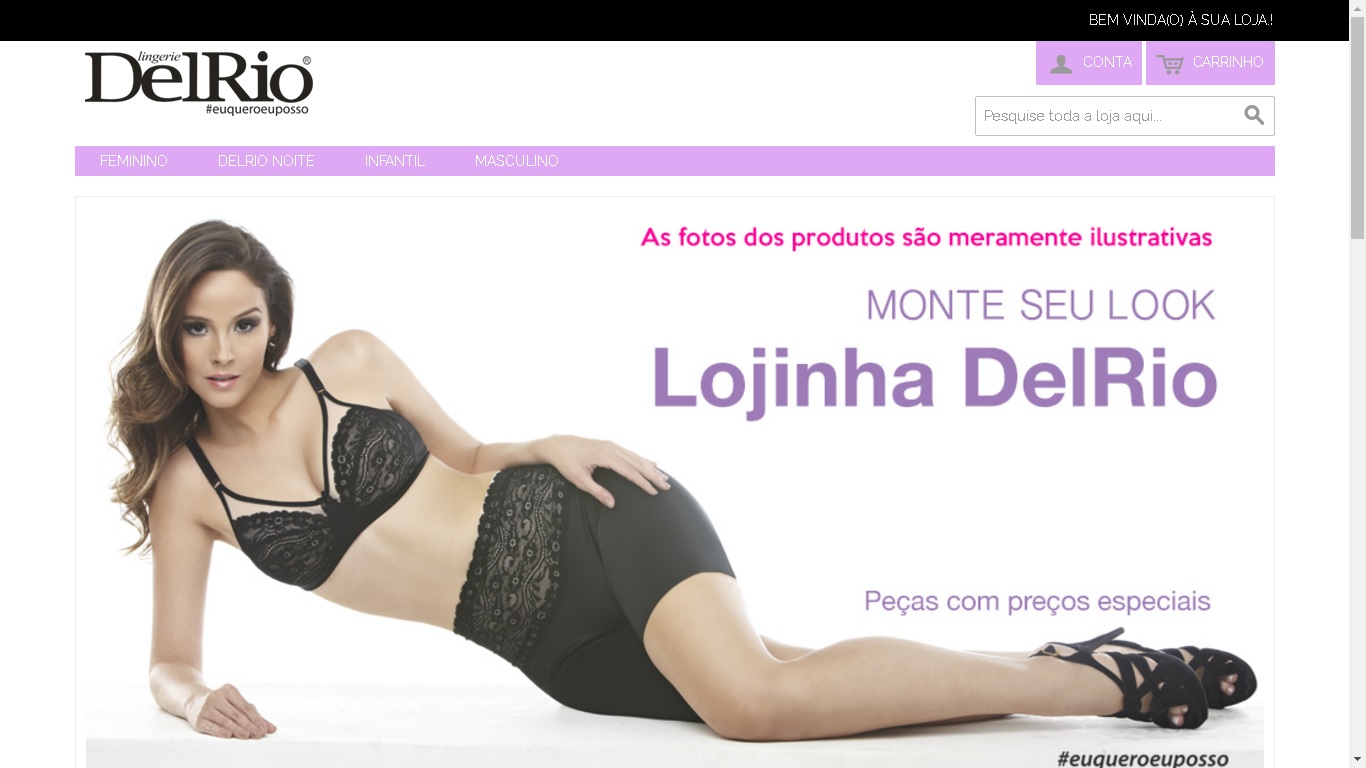 BEM VINDA(O) À SUA LOJA!
lingerie
DelRio®
#euqueroeuposso
CONTA
CARRINHO
Pesquise toda a loja aqui...
FEMININO
DELRIO NOITE
INFANTIL
MASCULINO
As fotos dos produtos são meramente ilustrativas
MONTE SEU LOOK
Lojinha DelRio
Peças com preços especiais
#euqueroeuposso